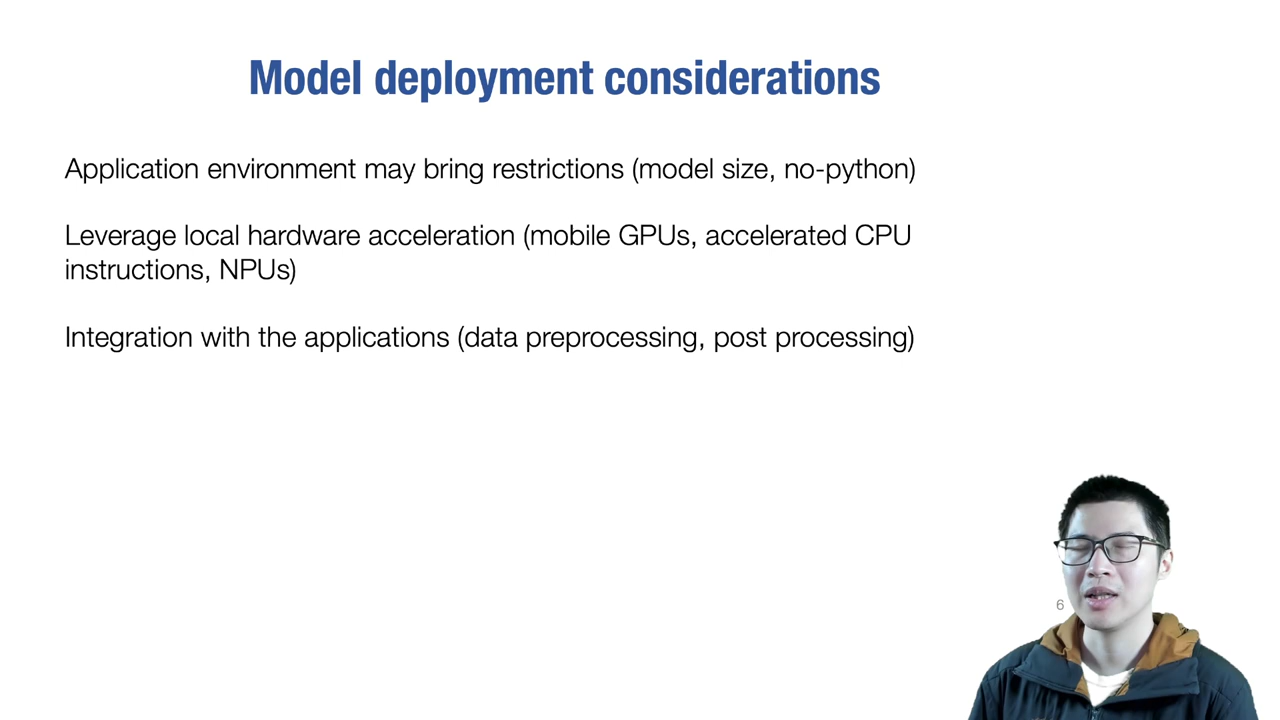 Model deployment considerations
Application environment may bring restrictions (model size, no-python)
Leverage local hardware acceleration (mobile GPUs, accelerated CPU
instructions, NPUs)
Integration with the applications (data preprocessing, post processing)
6